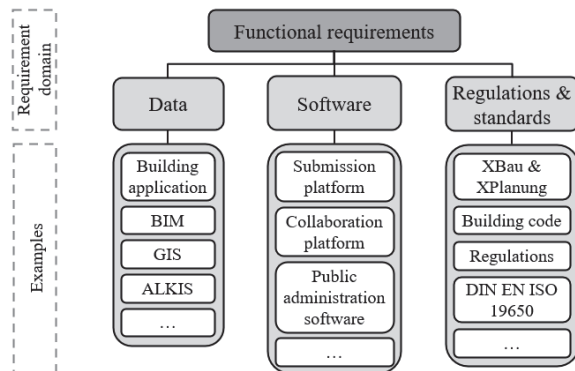 Requirement
domain
Functional requirements
Data
Software
Regulations &
standards
Examples
Building
application
BIM
GIS
ALKIS
…
Submission
platform
Collaboration
platform
Public
administration
software
…
XBau &
XPlanung
Building code
Regulations
DIN EN ISO
19650
…